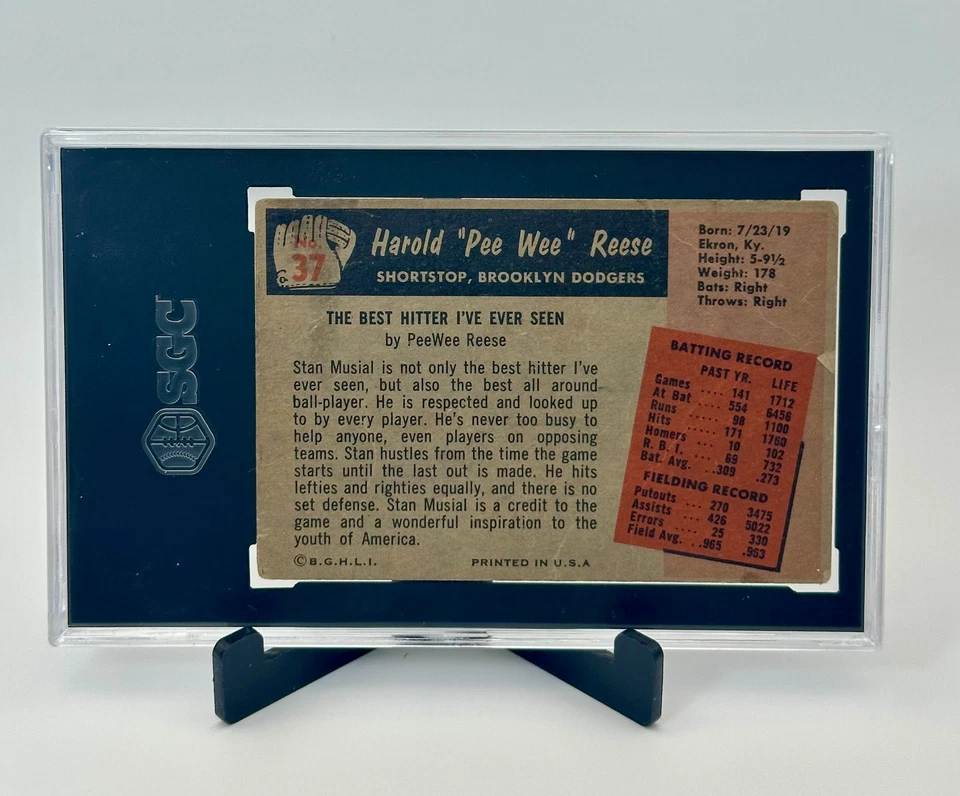 SGC
No.
37
Harold "Pee Wee" Reese
SHORTSTOP, BROOKLYN DODGERS
Born: 7/23/19
Ekron, Ky.
Height: 5-9½
Weight: 178
Bats: Right
Throws: Right
THE BEST HITTER I'VE EVER SEEN
by PeeWee Reese
Stan Musial is not only the best hitter I've
ever seen, but also the best all around
ball-player. He is respected and looked up
to by every player. He's never too busy to
help anyone, even players on opposing
teams. Stan hustles from the time the game
starts until the last out is made. He hits
lefties and righties equally, and there is no
set defense. Stan Musial is a credit to the
game and a wonderful inspiration to the
youth of America.
BATTING RECORD
PAST YR. LIFE
Games .... 141 1712
At Bat .... 554 6456
Runs ..... 98 1100
Hits ..... 171 1760
Homers .... 10 102
R. B. I. .... 69 732
Bat. Avg. .. .309 .273
FIELDING RECORD
Putouts ... 270 3475
Assists .... 426 5022
Errors .... 25 330
Field Avg. .. .965 .963
©B.G.H.L.I. PRINTED IN U.S.A